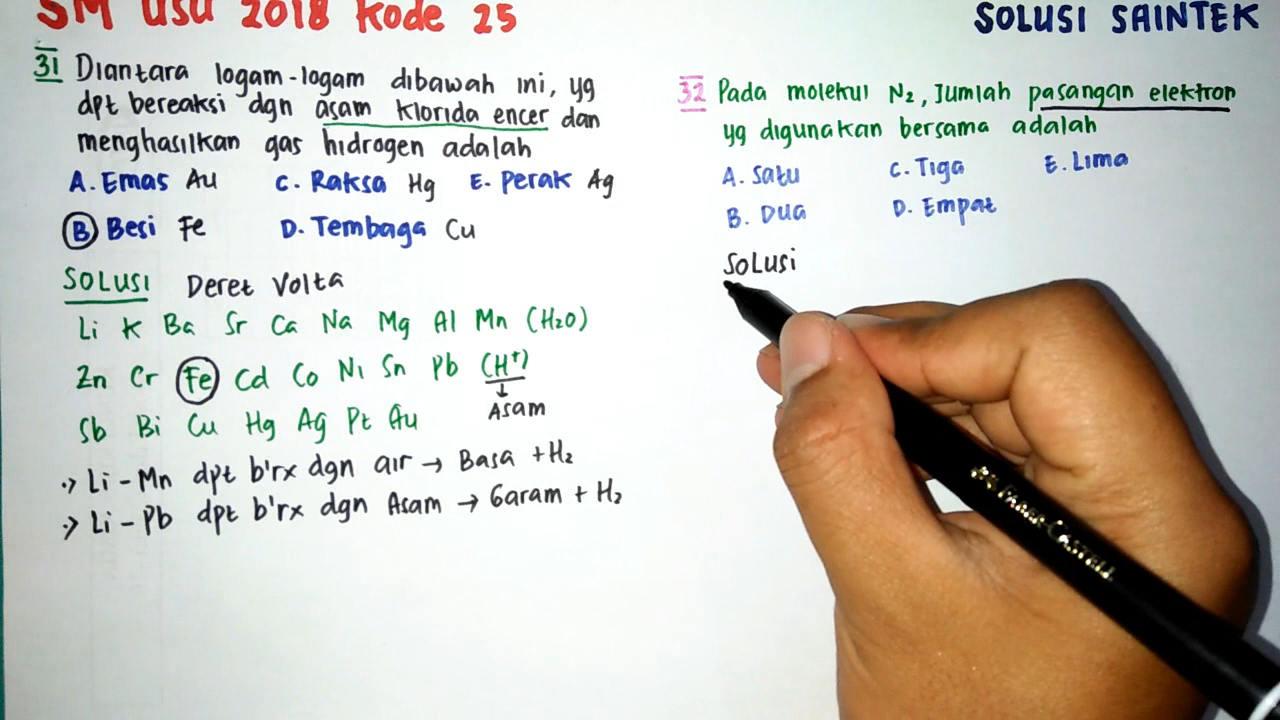 SM USU 2018 Kode 25
SOLUSI SAINTEK
31 Diantara logam-logam dibawah ini, yg
dpt bereaksi dgn asam klorida encer dan
menghasilkan gas hidrogen adalah
A. Emas Au C. Raksa Hg E. Perak Ag
B Besi Fe D. Tembaga Cu
SOLUSI Deret Volta
Li K Ba Sr Ca Na Mg Al Mn (H2O)
Zn Cr Fe Cd Co Ni Sn Pb (H+)
Asam
Sb Bi Cu Hg Ag Pt Au
Li - Mn dpt b'rx dgn air → Basa + H2
Li - Pb dpt b'rx dgn Asam → Garam + H2
32 Pada molekul N2, Jumlah pasangan elektron
yg digunakan bersama adalah
A. Satu C. Tiga E. Lima
B. Dua D. Empat
Solusi
FABER-CASTELL